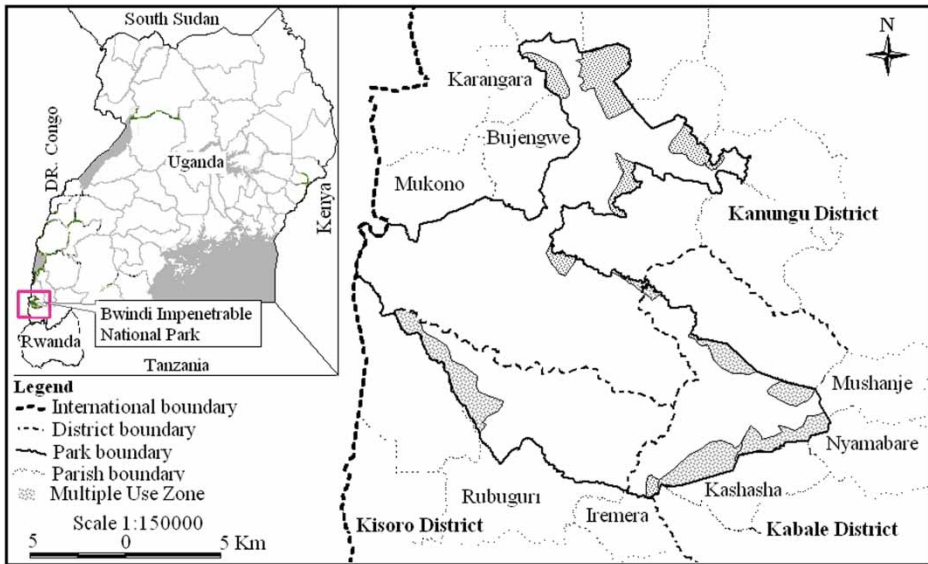 South Sudan
DR. Congo
Uganda
Kenya
Bwindi Impenetrable
National Park
Rwanda
Tanzania
Legend
International boundary
District boundary
Park boundary
Parish boundary
Multiple Use Zone
Scale 1:150000
5 0 5 Km
N
Karangara
Bujengwe
Mukono
Kanungu District
Mushanje
Nyamabare
Kashasha
Rubuguri
Iremera
Kisoro District
Kabale District